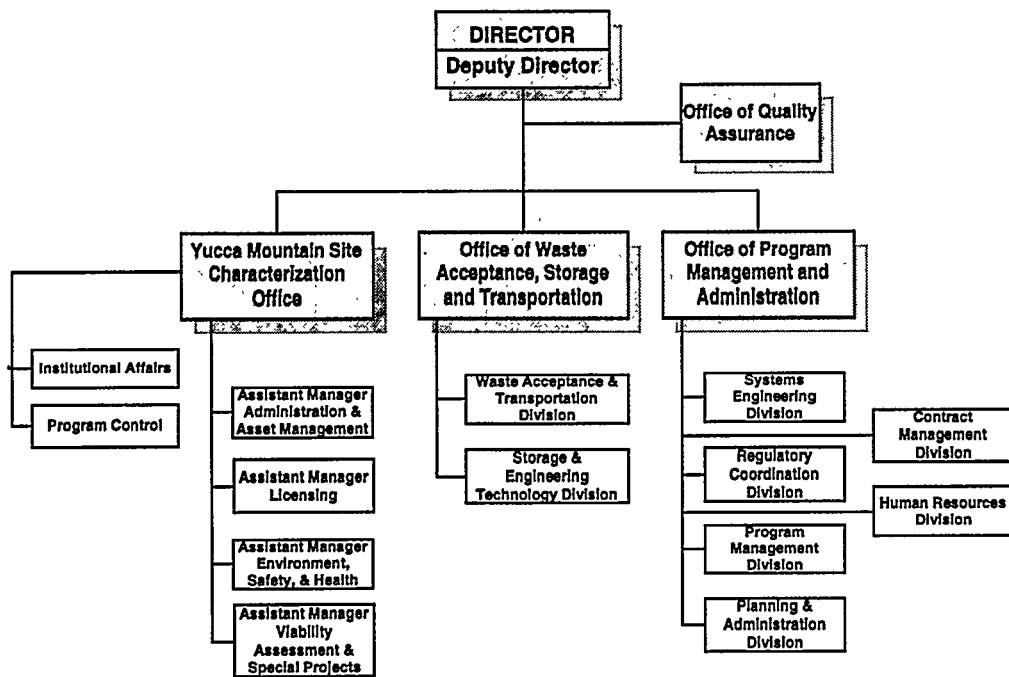 DIRECTOR
Deputy Director
Office of Quality
Assurance
Yucca Mountain Site
Characterization
Office
Office of Waste
Acceptance, Storage
and Transportation
Office of Program
Management and
Administration
Institutional Affairs
Program Control
Assistant Manager
Administration &
Asset Management
Assistant Manager
Licensing
Assistant Manager
Environment,
Safety, & Health
Assistant Manager
Viability
Assessment &
Special Projects
Waste Acceptance &
Transportation
Division
Storage &
Engineering
Technology Division
Systems
Engineering
Division
Contract
Management
Division
Regulatory
Coordination
Division
Human Resources
Division
Program
Management
Division
Planning &
Administration
Division